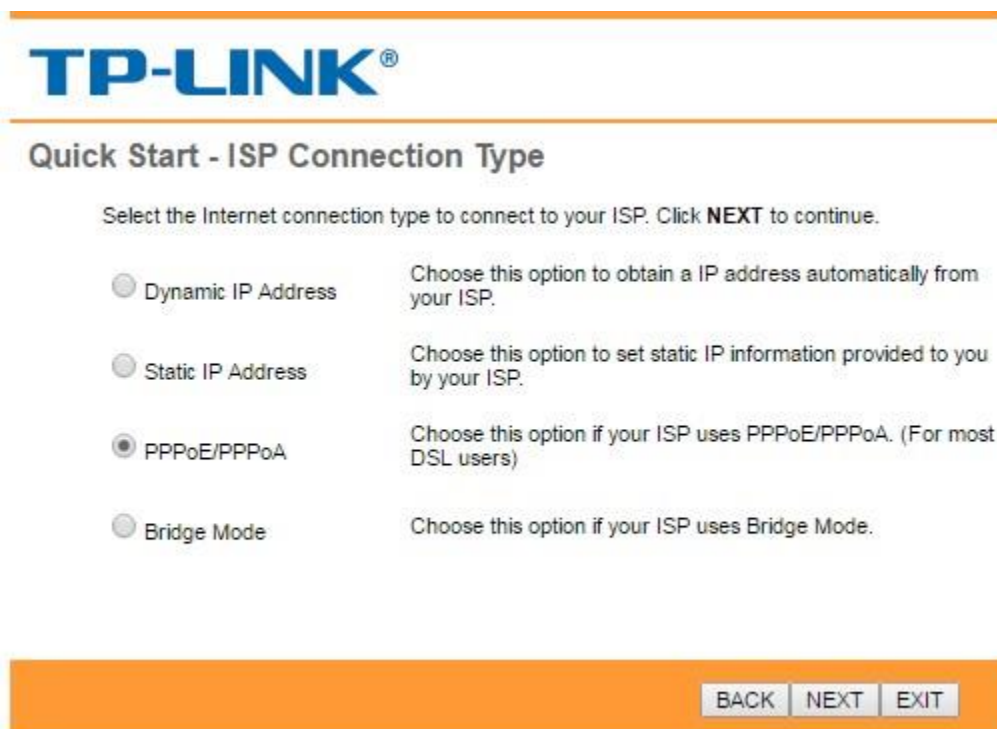 TP-LINK®
Quick Start - ISP Connection Type
Select the Internet connection type to connect to your ISP. Click NEXT to continue.
Dynamic IP Address
Choose this option to obtain a IP address automatically from
your ISP.
Static IP Address
Choose this option to set static IP information provided to you
by your ISP.
PPPoE/PPPoA
Choose this option if your ISP uses PPPoE/PPPoA. (For most
DSL users)
Bridge Mode
Choose this option if your ISP uses Bridge Mode.
BACK NEXT EXIT